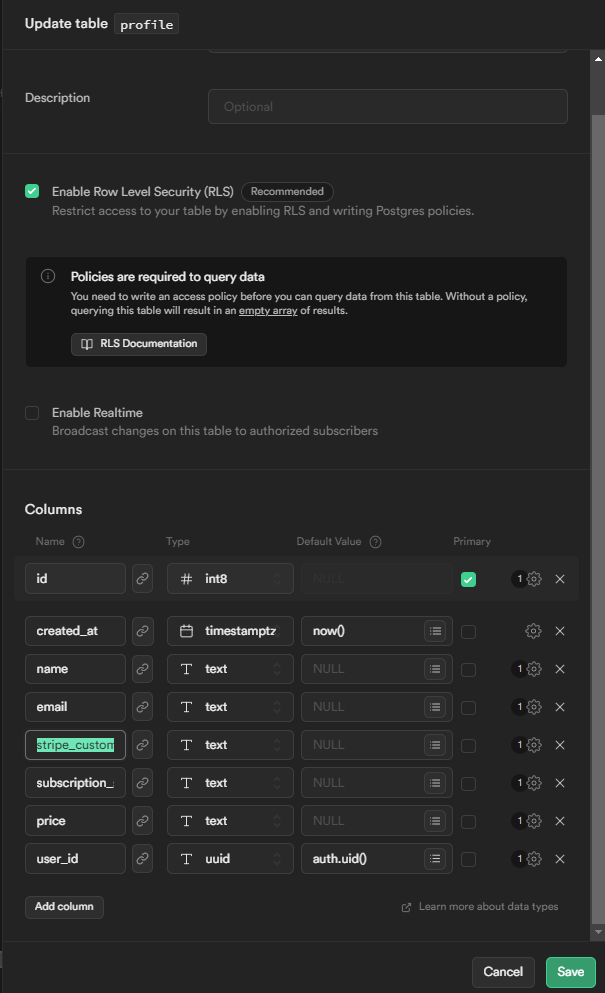 Update table profile
Description
Optional
Enable Row Level Security (RLS) Recommended
Restrict access to your table by enabling RLS and writing Postgres policies.
Policies are required to query data
You need to write an access policy before you can query data from this table. Without a policy,
querying this table will result in an empty array of results.
RLS Documentation
Enable Realtime
Broadcast changes on this table to authorized subscribers
Columns
Name Type Default Value Primary
id # int8 NULL 1
created_at timestamptz now()
name T text NULL 1
email T text NULL 1
stripe_custom T text NULL 1
subscription_ T text NULL 1
price T text NULL 1
user_id T uuid auth.uid() 1
Add column Learn more about data types
Cancel Save